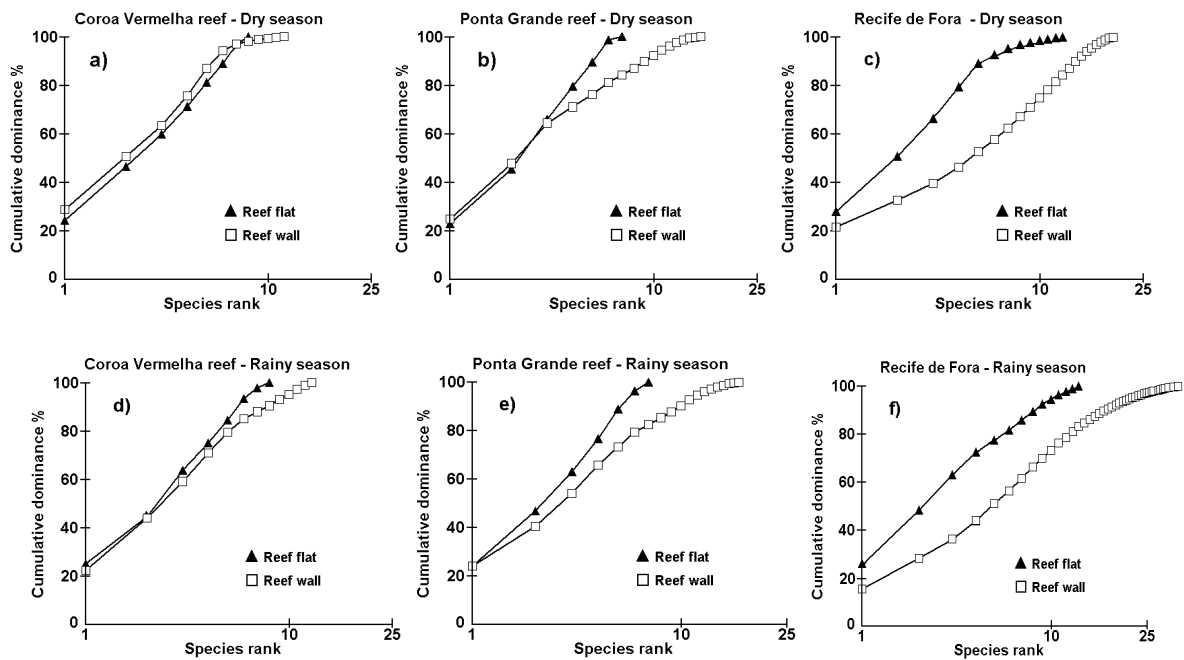 Coroa Vermelha reef - Dry season
a)
Cumulative dominance %
100
80
60
40
20
0
Reef flat
Reef wall
1
10
25
Species rank
Ponta Grande reef - Dry season
b)
Cumulative dominance %
100
80
60
40
20
0
Reef flat
Reef wall
1
10
25
Species rank
Recife de Fora - Dry season
c)
Cumulative dominance %
100
80
60
40
20
0
Reef flat
Reef wall
1
10
25
Species rank
Coroa Vermelha reef - Rainy season
d)
Cumulative dominance %
100
80
60
40
20
0
Reef flat
Reef wall
1
10
25
Species rank
Ponta Grande reef - Rainy season
e)
Cumulative dominance %
100
80
60
40
20
0
Reef flat
Reef wall
1
10
25
Species rank
Recife de Fora - Rainy season
f)
Cumulative dominance %
100
80
60
40
20
0
Reef flat
Reef wall
1
10
25
Species rank